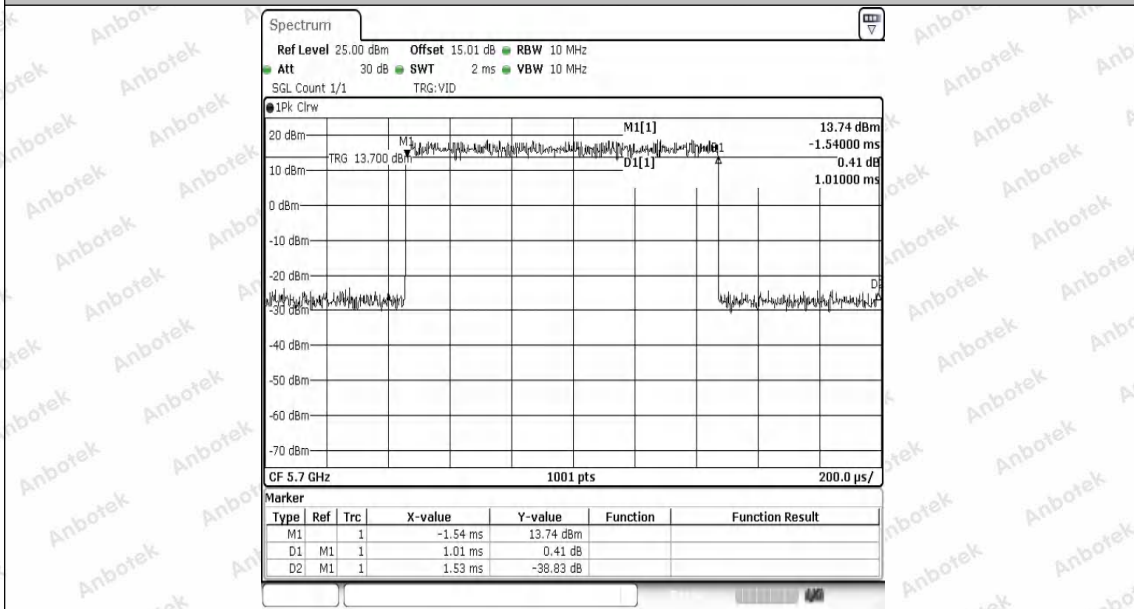 Spectrum
Ref Level 25.00 dBm Offset 15.01 dB RBW 10 MHz
Att 30 dB SWT 2 ms VBW 10 MHz
SGL Count 1/1 TRG:VID
1Pk Clrw
M1[1] 13.74 dBm
-1.54000 ms
D1[1] 0.41 dB
1.01000 ms
20 dBm
M1
D1
TRG 13.700 dBm
10 dBm
0 dBm
-10 dBm
-20 dBm
D2
-30 dBm
-40 dBm
-50 dBm
-60 dBm
-70 dBm
CF 5.7 GHz 1001 pts 200.0 µs/
Marker
Type Ref Trc X-value Y-value Function Function Result
M1 1 -1.54 ms 13.74 dBm
D1 M1 1 1.01 ms 0.41 dB
D2 M1 1 1.53 ms -38.83 dB
Anbotek